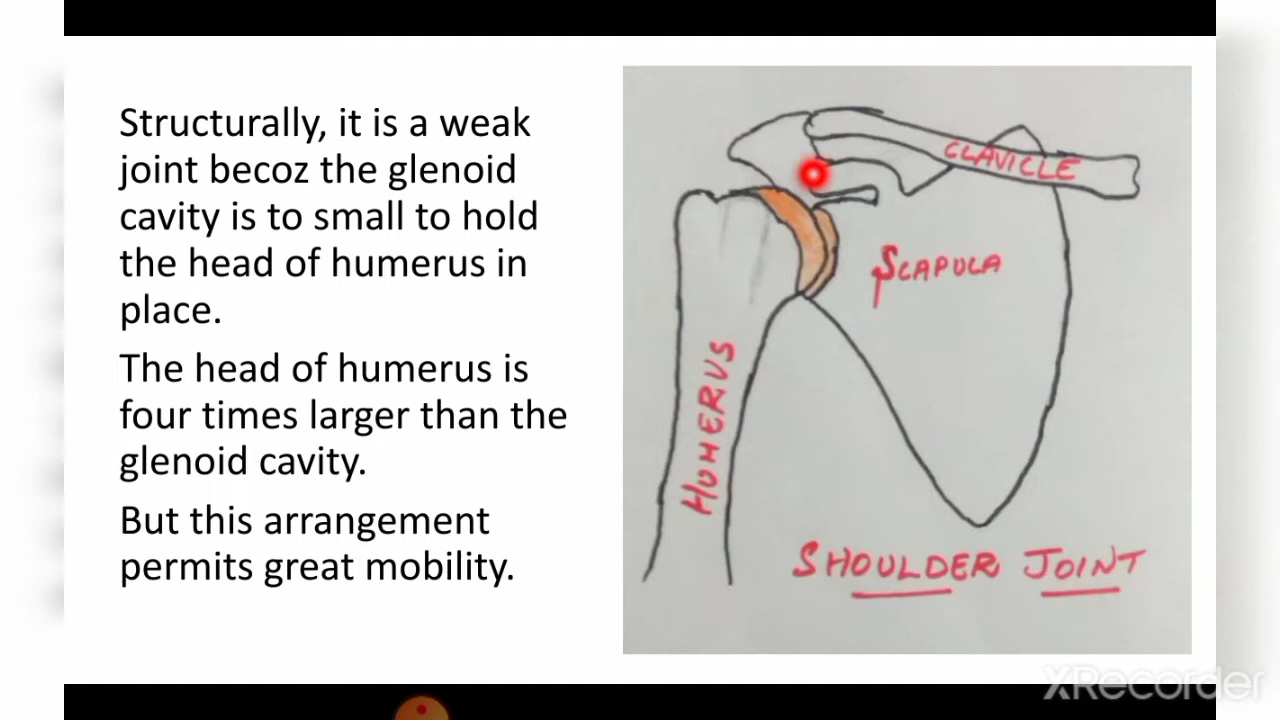 Structurally, it is a weak
joint becoz the glenoid
cavity is to small to hold
the head of humerus in
place.
The head of humerus is
four times larger than the
glenoid cavity.
But this arrangement
permits great mobility.
CLAVICLE
SCAPULA
HUMERUS
SHOULDER JOINT
XRecorder